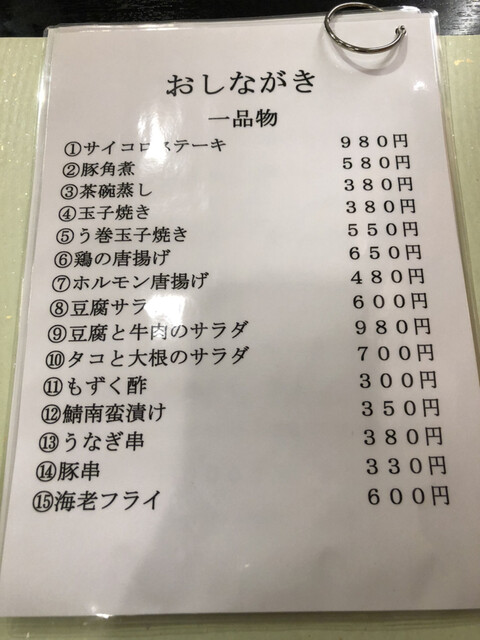 おしながき
一品物
①サイコロステーキ ９８０円
②豚角煮 ５８０円
③茶碗蒸し ３８０円
④玉子焼き ３８０円
⑤う巻玉子焼き ５５０円
⑥鶏の唐揚げ ６５０円
⑦ホルモン唐揚げ ４８０円
⑧豆腐サラ ６００円
⑨豆腐と牛肉のサラダ ９８０円
⑩タコと大根のサラダ ７００円
⑪もずく酢 ３００円
⑫鯖南蛮漬け ３５０円
⑬うなぎ串 ３８０円
⑭豚串 ３３０円
⑮海老フライ ６００円